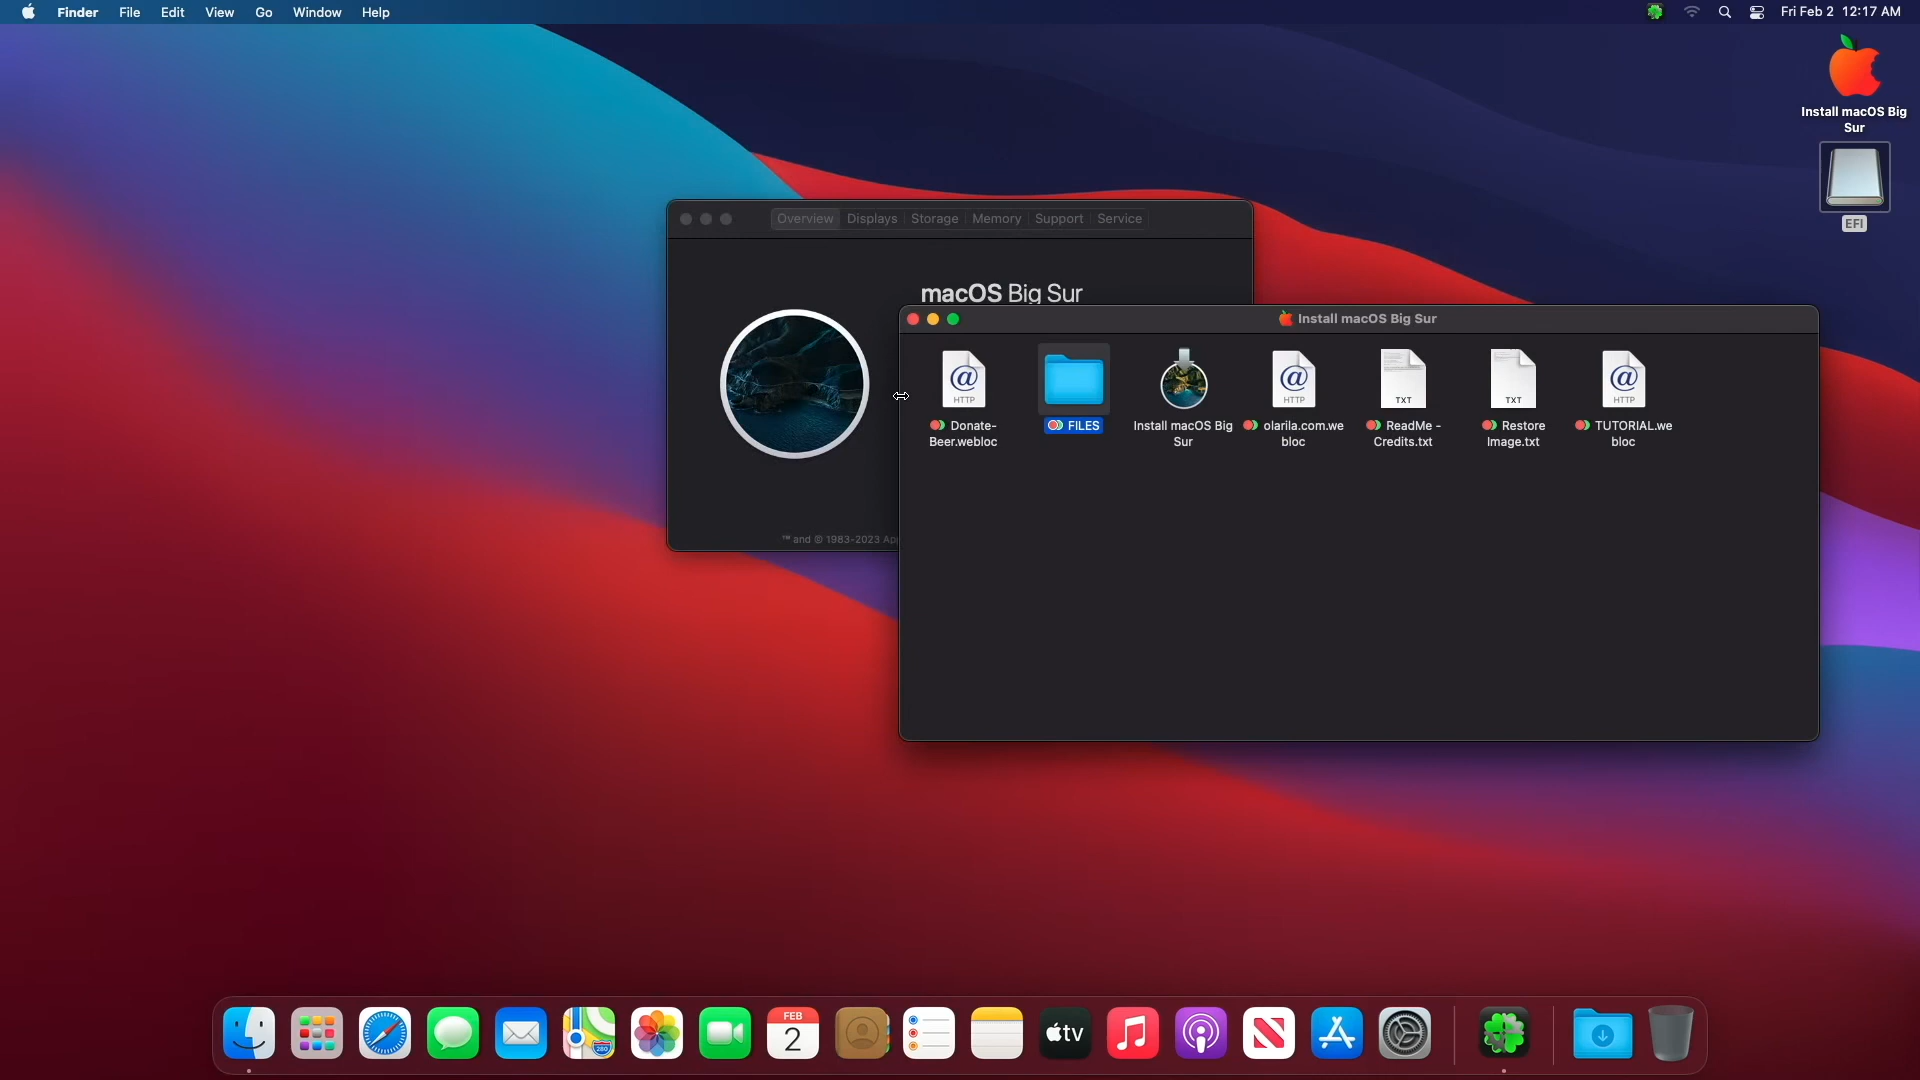 Finder File Edit View Go Window Help
Fri Feb 2 12:17 AM
Install macOS Big
Sur
EFI
Overview Displays Storage Memory Support Service
macOS Big Sur
™ and © 1983-2023
Install macOS Big Sur
HTTP
Donate-
Beer.webloc
FILES
Install macOS Big
Sur
HTTP
olarila.com.we
bloc
TXT
ReadMe -
Credits.txt
TXT
Restore
Image.txt
HTTP
TUTORIAL.we
bloc
280
FEB
2
tv